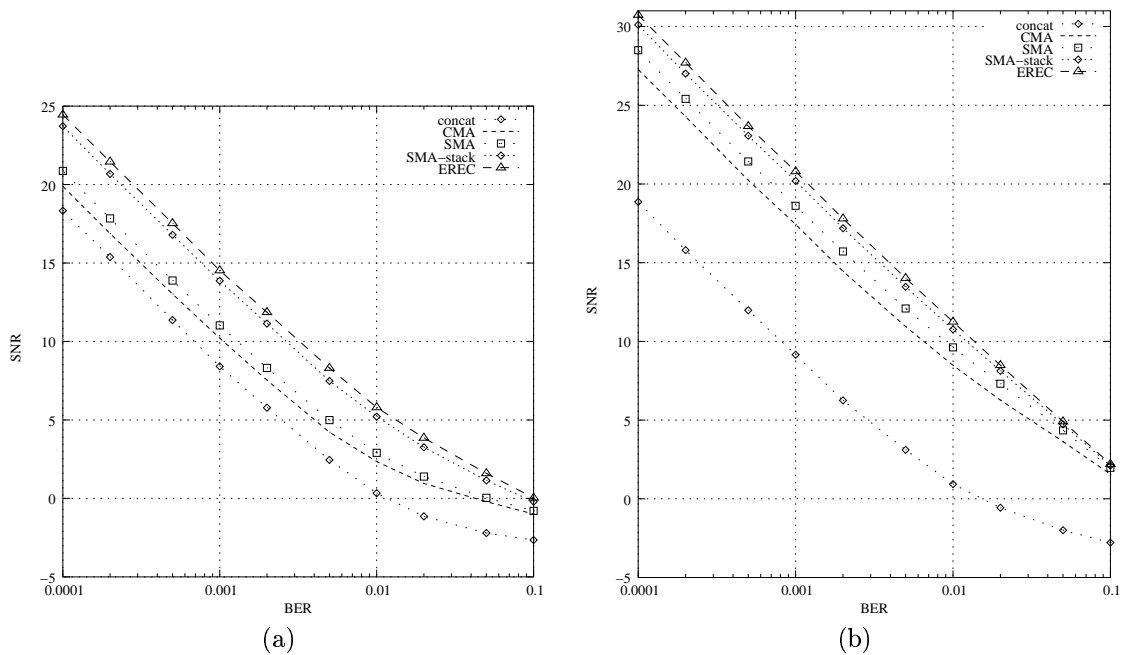 25
20
15
10
5
0
−5
SNR
0.0001
0.001
0.01
0.1
BER
concat
CMA
SMA
SMA−stack
EREC
(a)
30
25
20
15
10
5
0
−5
SNR
0.0001
0.001
0.01
0.1
BER
concat
CMA
SMA
SMA−stack
EREC
(b)